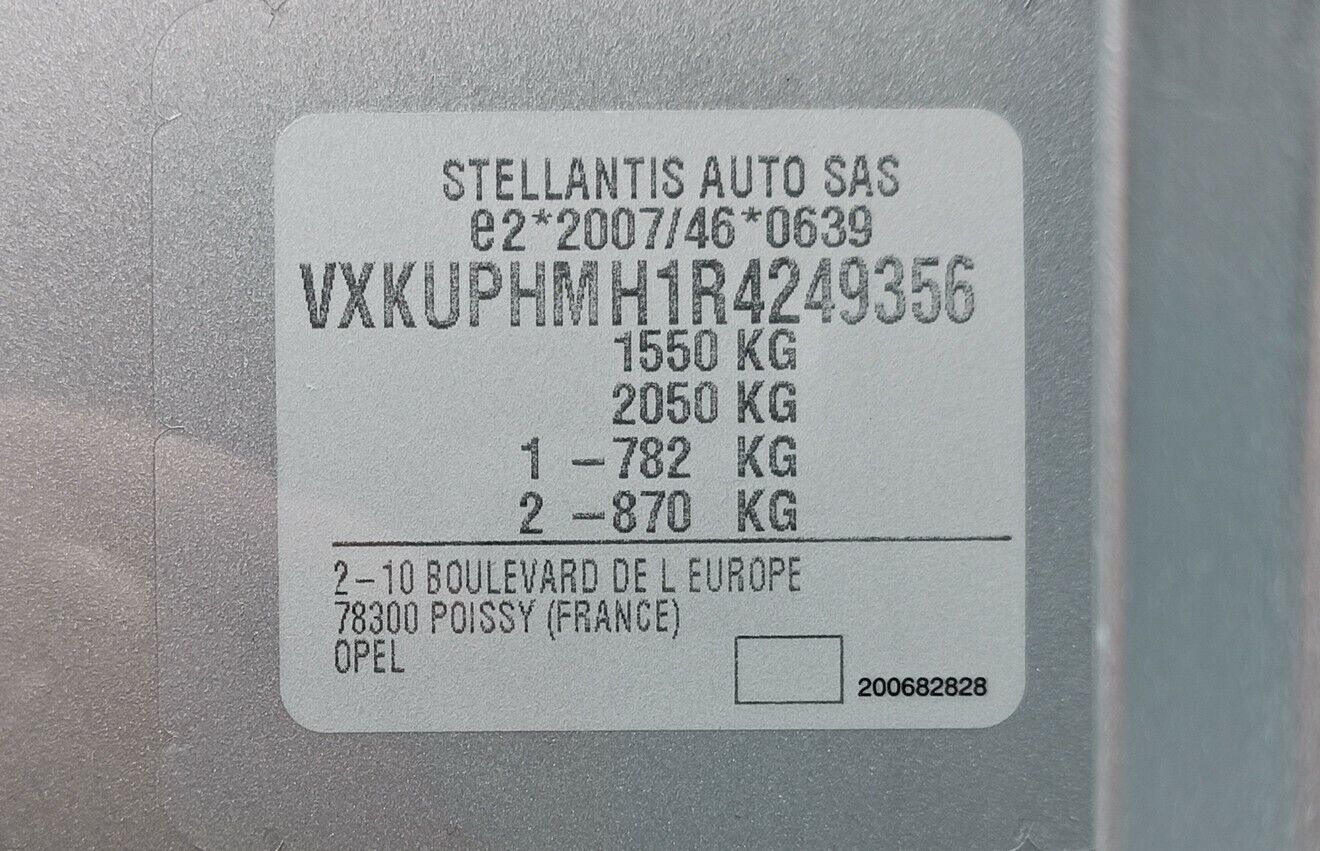 STELLANTIS AUTO SAS
e2*2007/46*0639
VXKUPHMH1R4249356
1550 KG
2050 KG
1 -782 KG
2 -870 KG
2-10 BOULEVARD DE L EUROPE
78300 POISSY (FRANCE)
OPEL
200682828